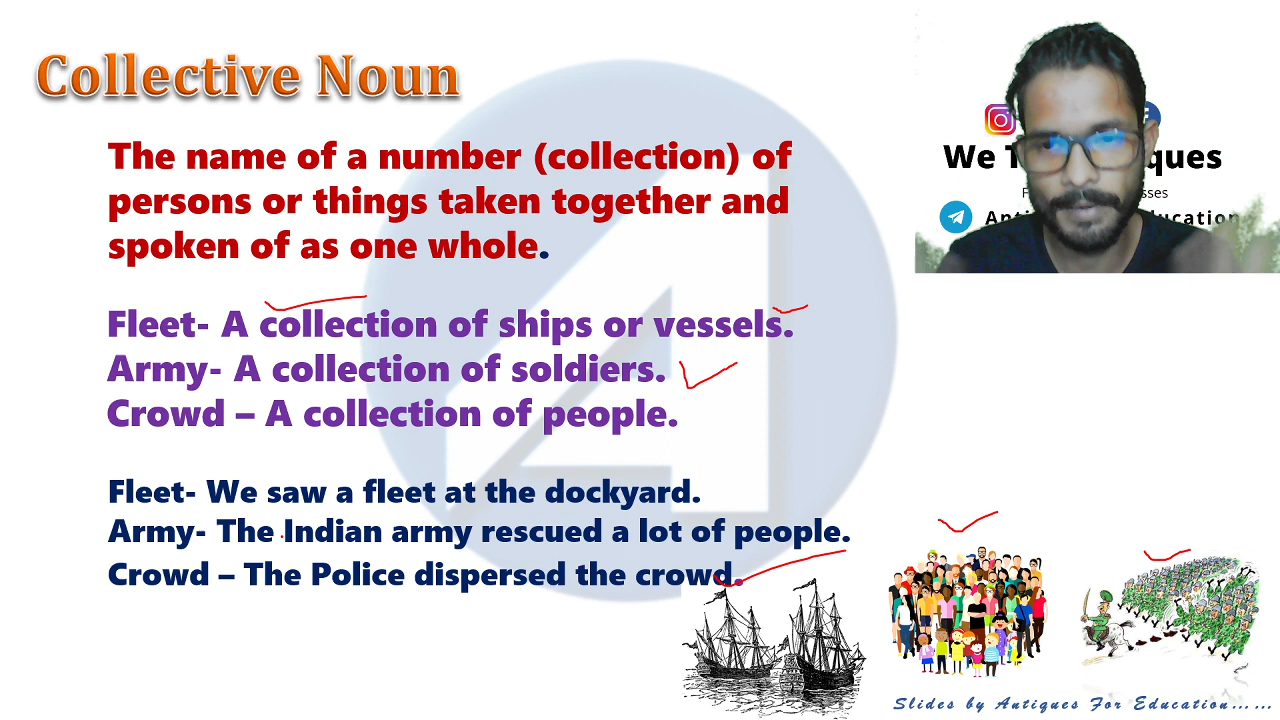 Collective Noun
The name of a number (collection) of
persons or things taken together and
spoken of as one whole.
Fleet- A collection of ships or vessels.
Army- A collection of soldiers.
Crowd – A collection of people.
Fleet- We saw a fleet at the dockyard.
Army- The Indian army rescued a lot of people.
Crowd – The Police dispersed the crowd.
We
Slides by Antiques For Education......